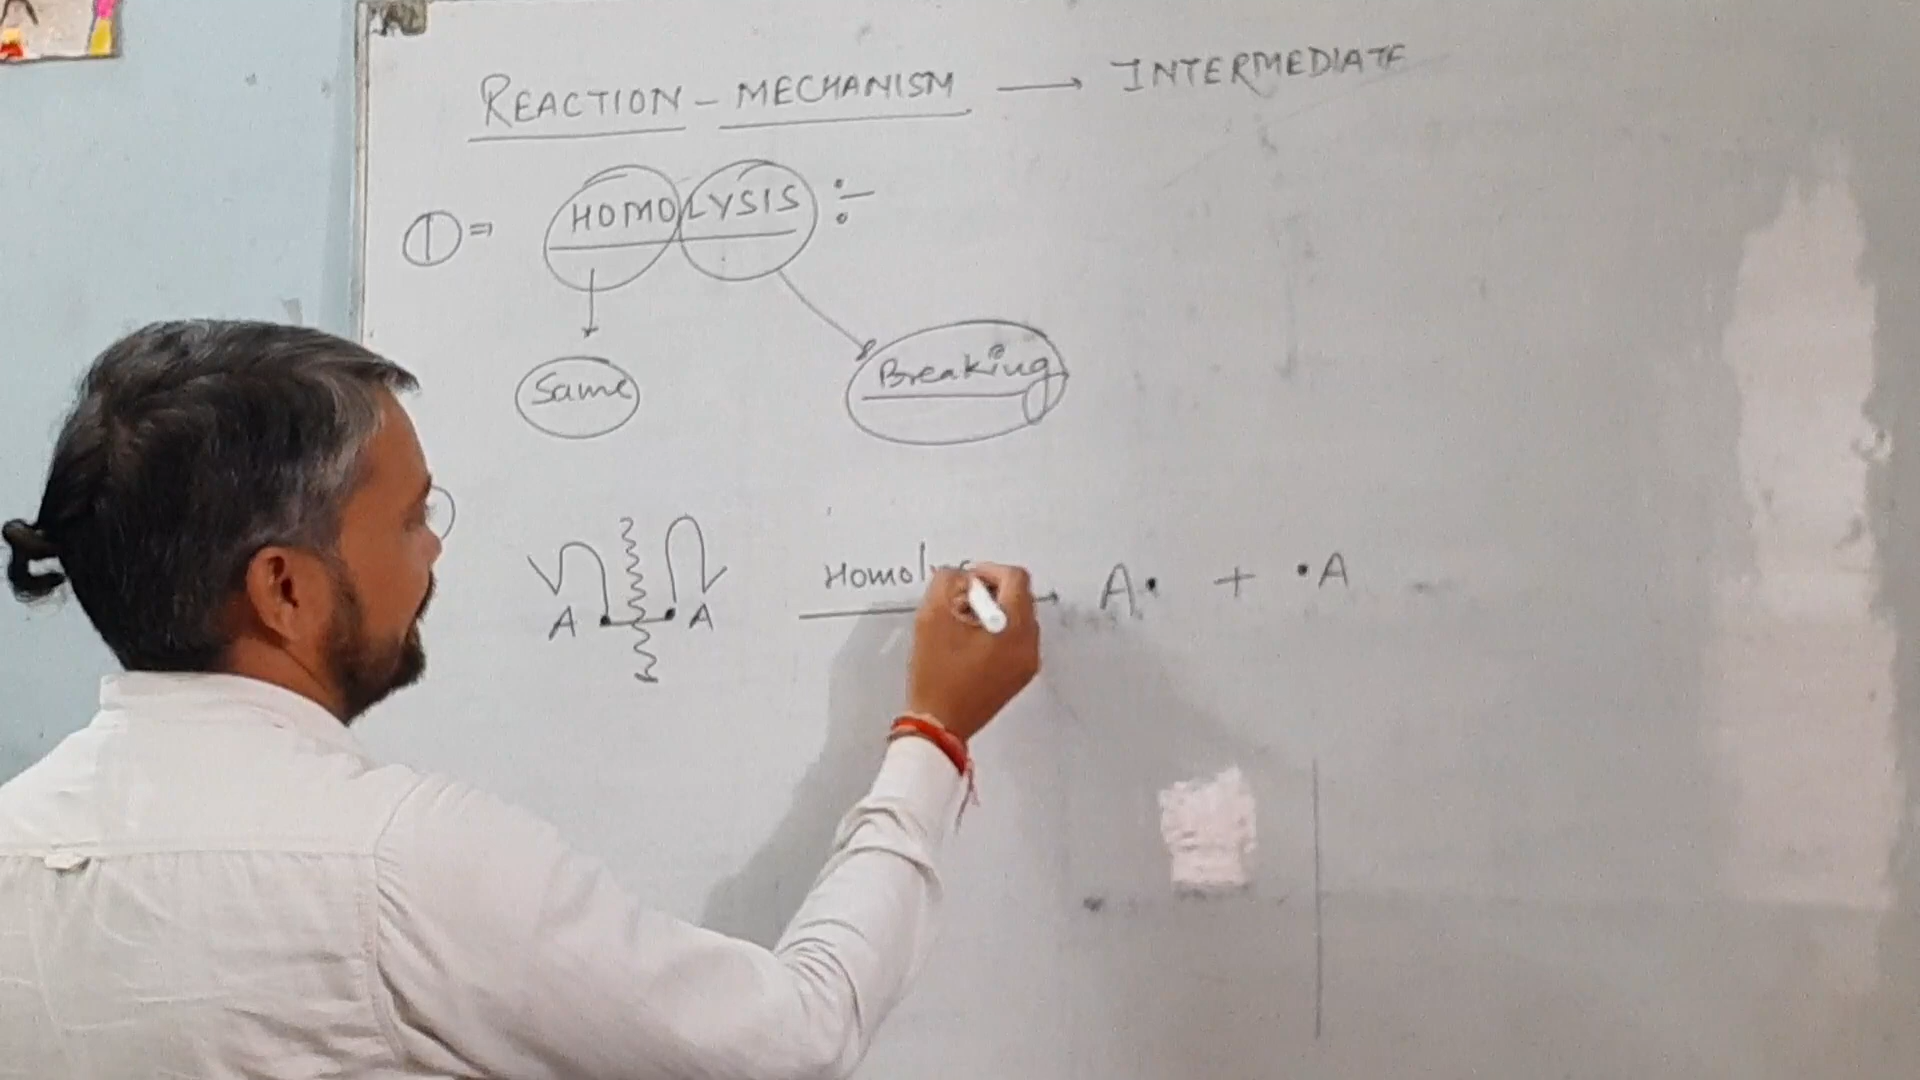 REACTION - MECHANISM → INTERMEDIATE
① ⇒ HOMOLYSIS ÷
Same
Breaking
A A → A• + •A